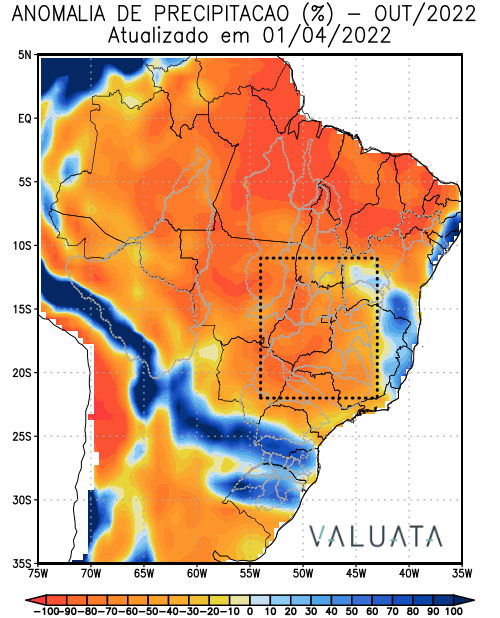 ANOMALIA DE PRECIPITACAO (%) – OUT/2022
Atualizado em 01/04/2022
5N
EQ
5S
10S
15S
20S
25S
30S
35S
VALUATA
75W 70W 65W 60W 55W 50W 45W 40W 35W
-100 -90 -80 -70 -60 -50 -40 -30 -20 -10 0 10 20 30 40 50 60 70 80 90 100